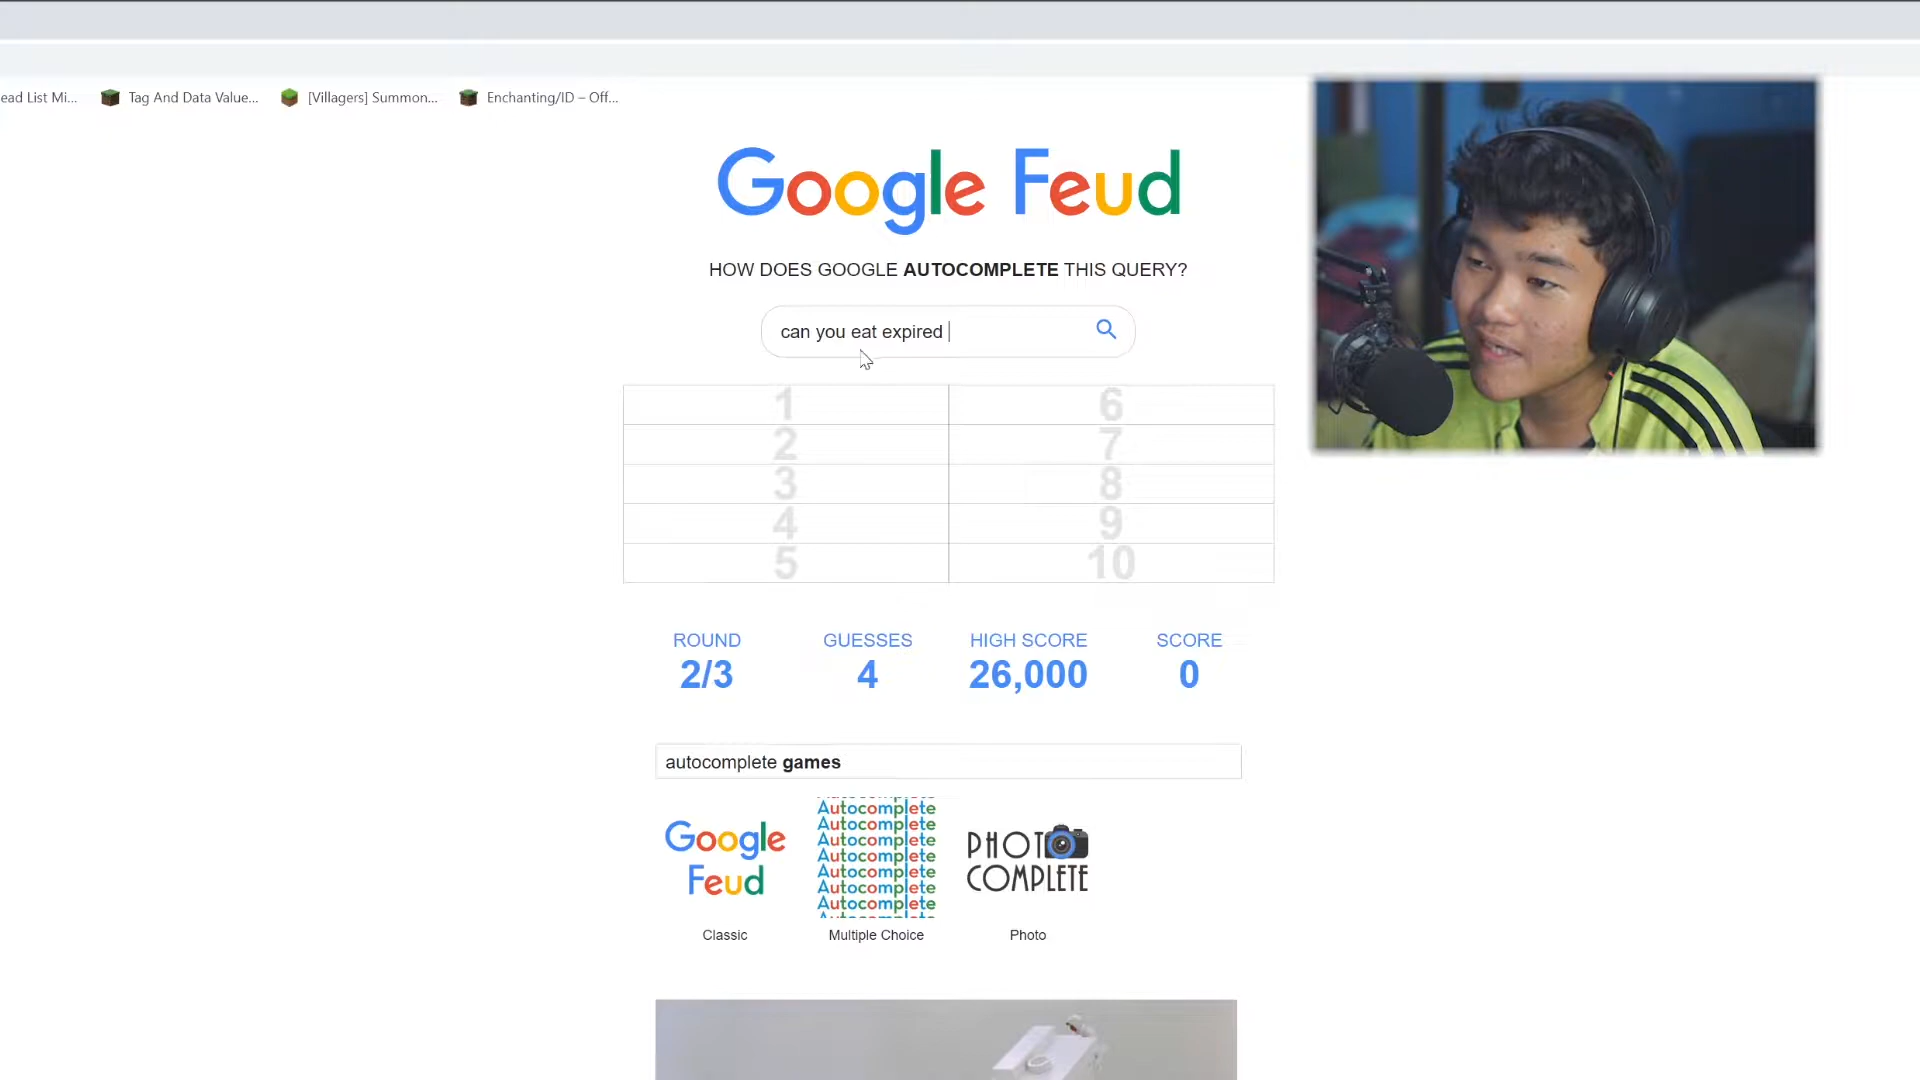 ead List Mi... Tag And Data Value... [Villagers] Summon... Enchanting/ID – Off...
Google Feud
HOW DOES GOOGLE AUTOCOMPLETE THIS QUERY?
can you eat expired
1 6
2 7
3 8
4 9
5 10
ROUND GUESSES HIGH SCORE SCORE
2/3 4 26,000 0
autocomplete games
Google
Feud
Autocomplete
Autocomplete
Autocomplete
Autocomplete
Autocomplete
Autocomplete
Autocomplete
PHOTO
COMPLETE
Classic Multiple Choice Photo